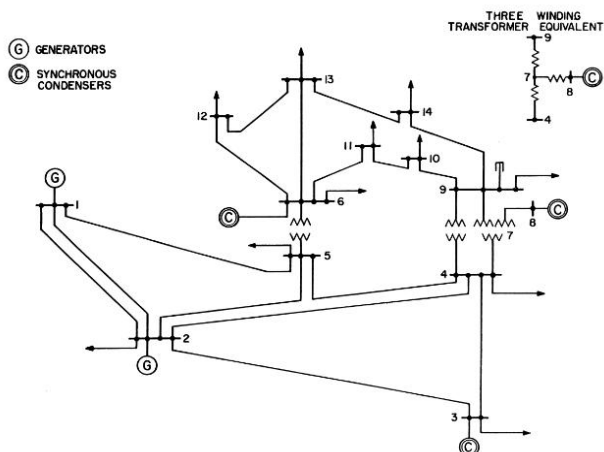 THREE WINDING
TRANSFORMER EQUIVALENT
9
7
8
C
4
G GENERATORS
C SYNCHRONOUS
CONDENSERS
13
12
14
11
10
9
G
1
C
6
7
8
C
5
4
2
G
3
C